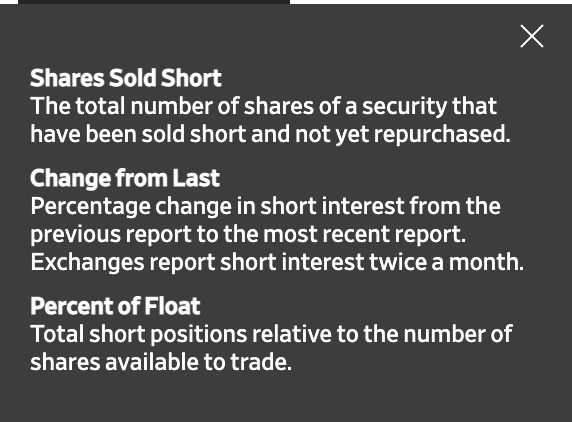 Shares Sold Short
The total number of shares of a security that
have been sold short and not yet repurchased.
Change from Last
Percentage change in short interest from the
previous report to the most recent report.
Exchanges report short interest twice a month.
Percent of Float
Total short positions relative to the number of
shares available to trade.